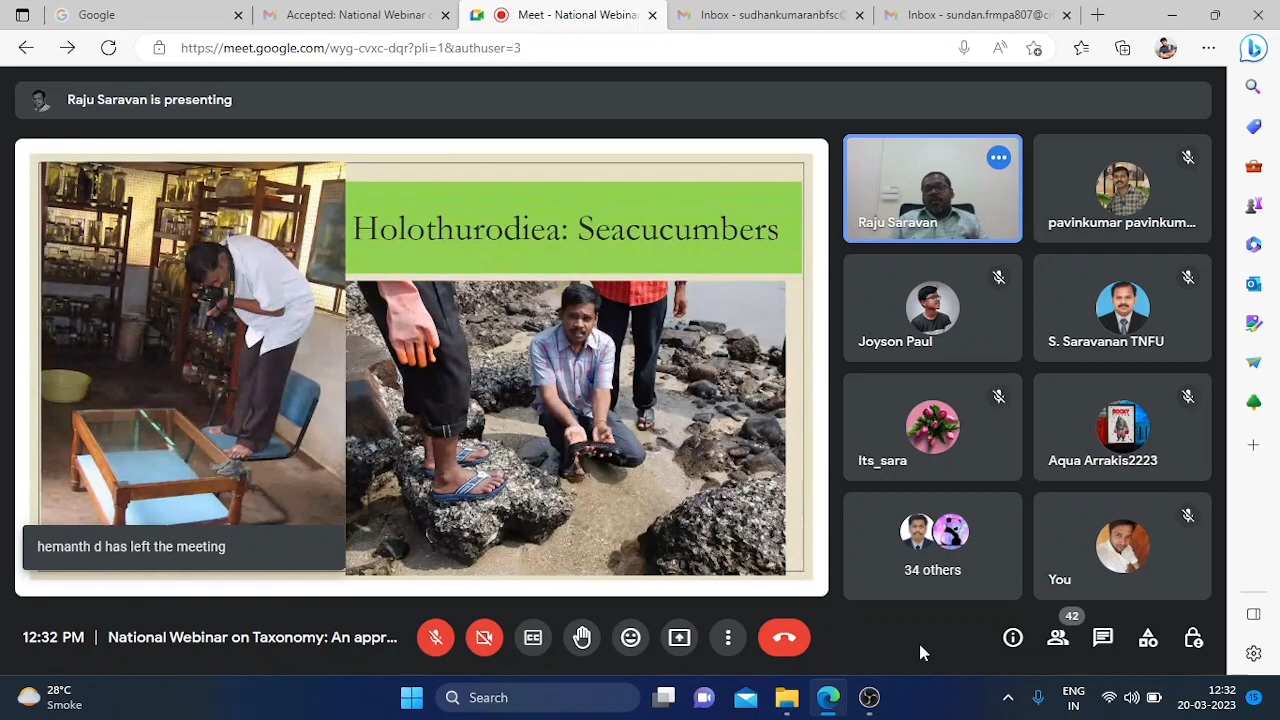 Google
Accepted: National Webinar c
Meet - National Webinar
Inbox - sudhankumaranbfsc@
Inbox - sundan.frmpa807@ci
https://meet.google.com/wyg-cvxc-dqr?pli=1&authuser=3
Raju Saravan is presenting
Holothurodiea: Seacucumbers
hemanth d has left the meeting
Raju Saravan
pavinkumar pavinkum...
Joyson Paul
S. Saravanan TNFU
Its_sara
Aqua Arrakis2223
34 others
You
42
12:32 PM | National Webinar on Taxonomy: An appr...
28°C
Smoke
Search
ENG
IN
12:32
20-03-2023
15